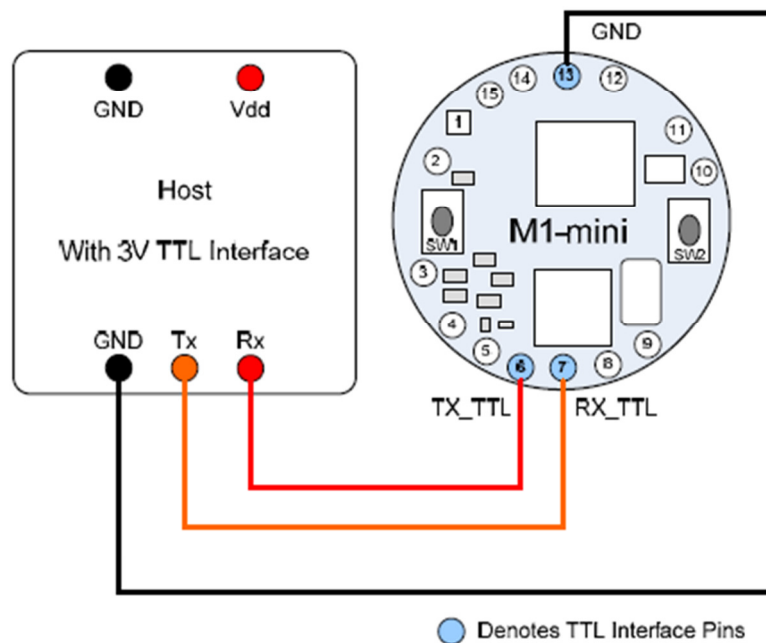 GND
Vdd
Host
With 3V TTL Interface
GND Tx Rx
GND
13
14
12
15
1
11
2
10
M1-mini
SW1
SW2
3
4
5
6
7
8
9
TX_TTL
RX_TTL
Denotes TTL Interface Pins